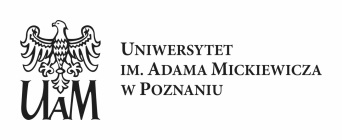 UAM
UNIWERSYTET
IM. ADAMA MICKIEWICZA
W POZNANIU